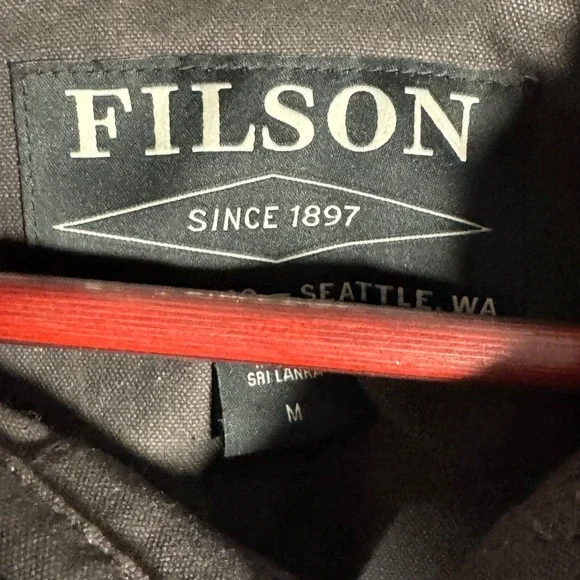 FILSON
SINCE 1897
SEATTLE, WA
SRI LANKA
M